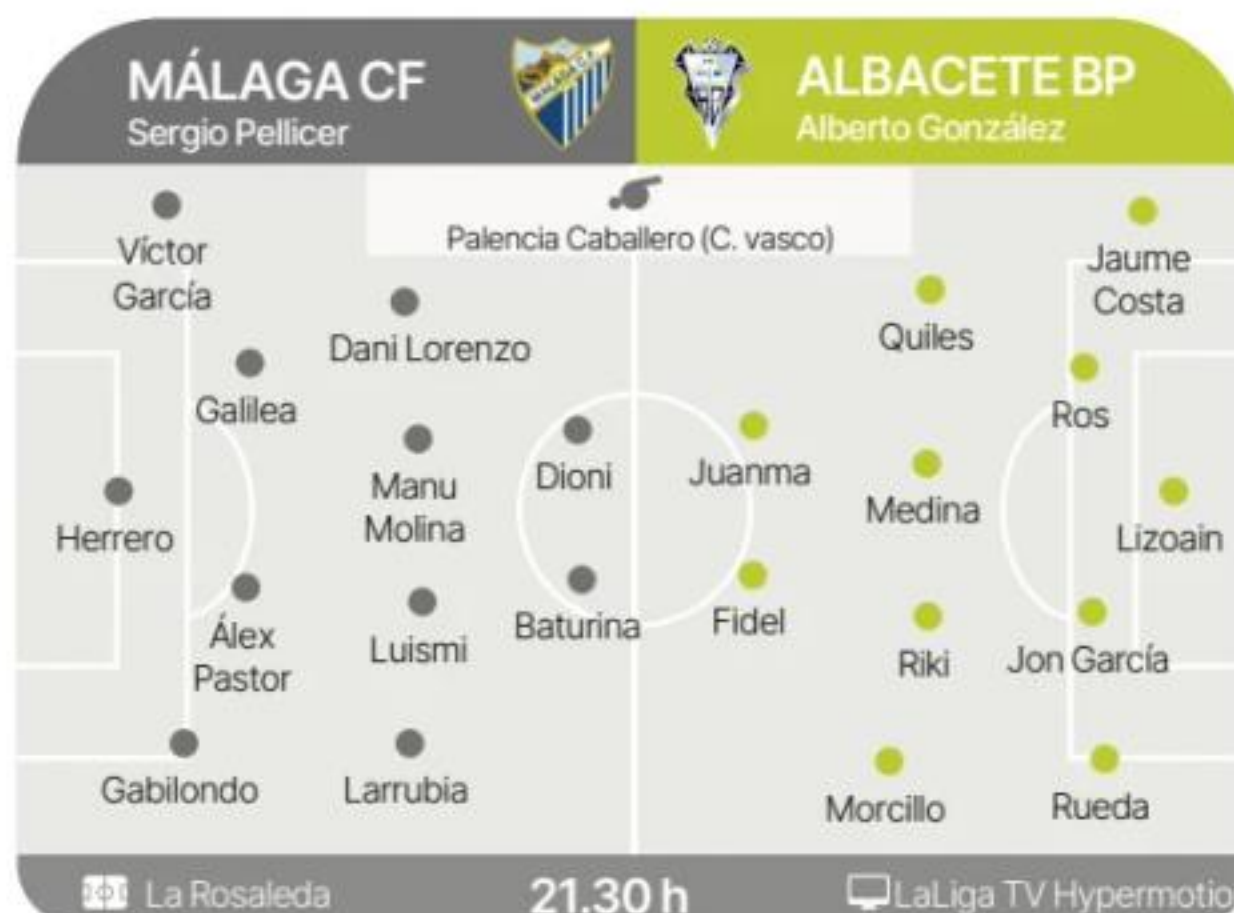 MÁLAGA CF
Sergio Pellicer
MALAGA C.F.
ALBACETE BP
Alberto González
Palencia Caballero (C. vasco)
Víctor
García
Dani Lorenzo
Galilea
Manu
Molina
Herrero
Álex
Pastor
Luismi
Gabilondo
Larrubia
Dioni
Baturina
Juanma
Fidel
Quiles
Medina
Riki
Morcillo
Jaume
Costa
Ros
Lizoain
Jon García
Rueda
La Rosaleda
21.30 h
LaLiga TV Hypermotio